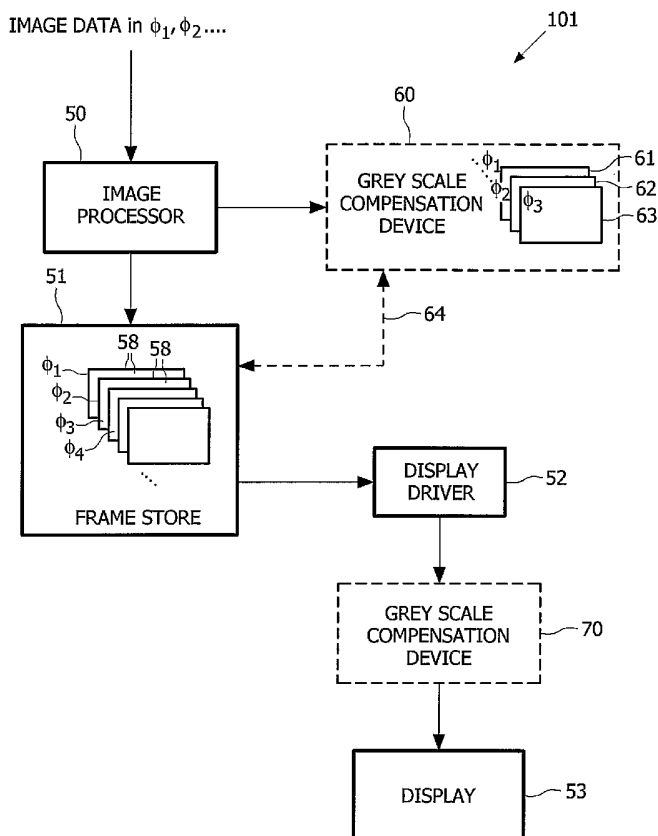 IMAGE DATA in ϕ1, ϕ2 ....
101
50
IMAGE
PROCESSOR
60
GREY SCALE
COMPENSATION
DEVICE
ϕ1
ϕ2
ϕ3
61
62
63
51
64
58 58
ϕ1
ϕ2
ϕ3
ϕ4
FRAME STORE
DISPLAY
DRIVER
52
GREY SCALE
COMPENSATION
DEVICE
70
DISPLAY
53